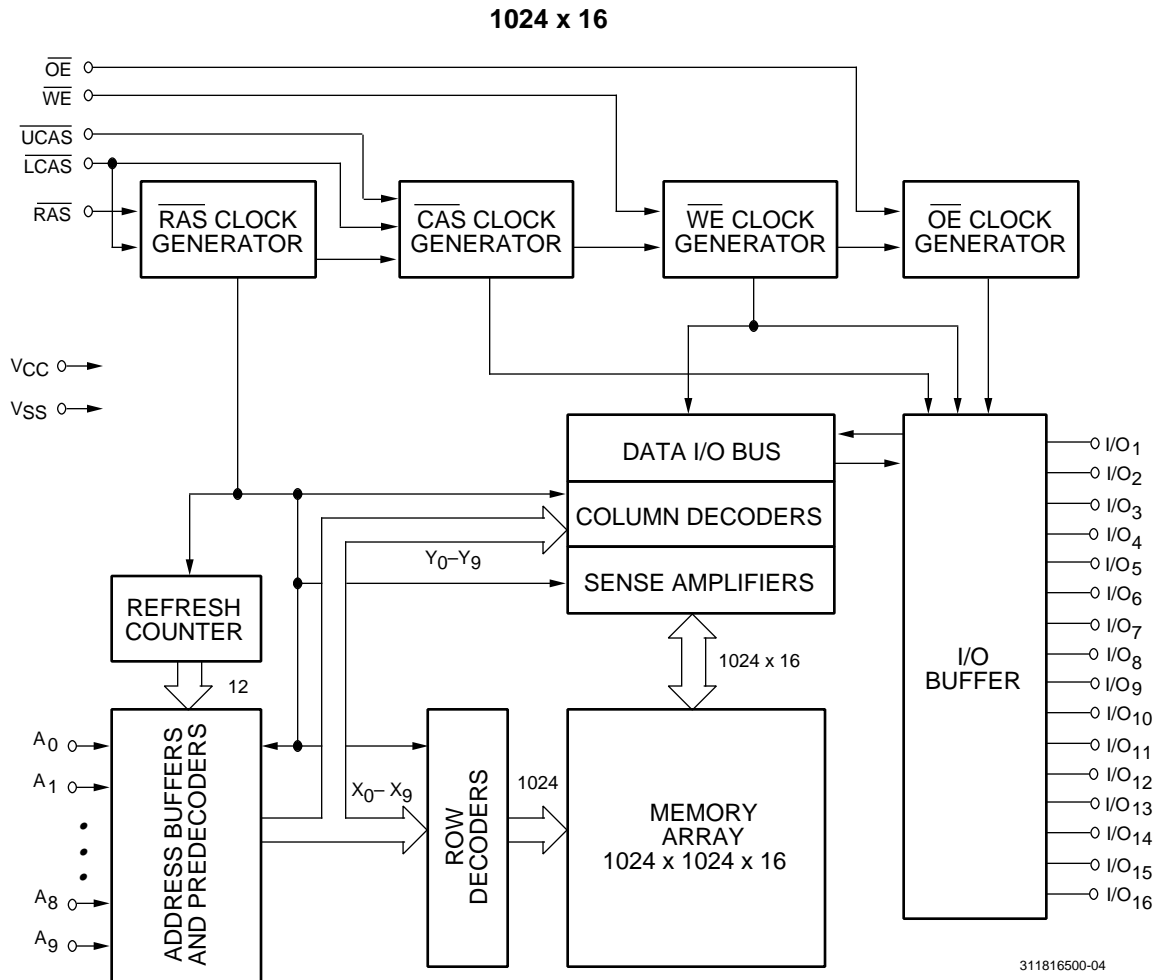 1024 x 16
OE
WE
UCAS
LCAS
RAS
RAS CLOCK
GENERATOR
CAS CLOCK
GENERATOR
WE CLOCK
GENERATOR
OE CLOCK
GENERATOR
VCC
VSS
DATA I/O BUS
COLUMN DECODERS
SENSE AMPLIFIERS
Y0–Y9
REFRESH
COUNTER
12
1024 x 16
I/O
BUFFER
I/O1
I/O2
I/O3
I/O4
I/O5
I/O6
I/O7
I/O8
I/O9
I/O10
I/O11
I/O12
I/O13
I/O14
I/O15
I/O16
A0
A1
A8
A9
ADDRESS BUFFERS
AND PREDECODERS
X0– X9
ROW
DECODERS
1024
MEMORY
ARRAY
1024 x 1024 x 16
311816500-04